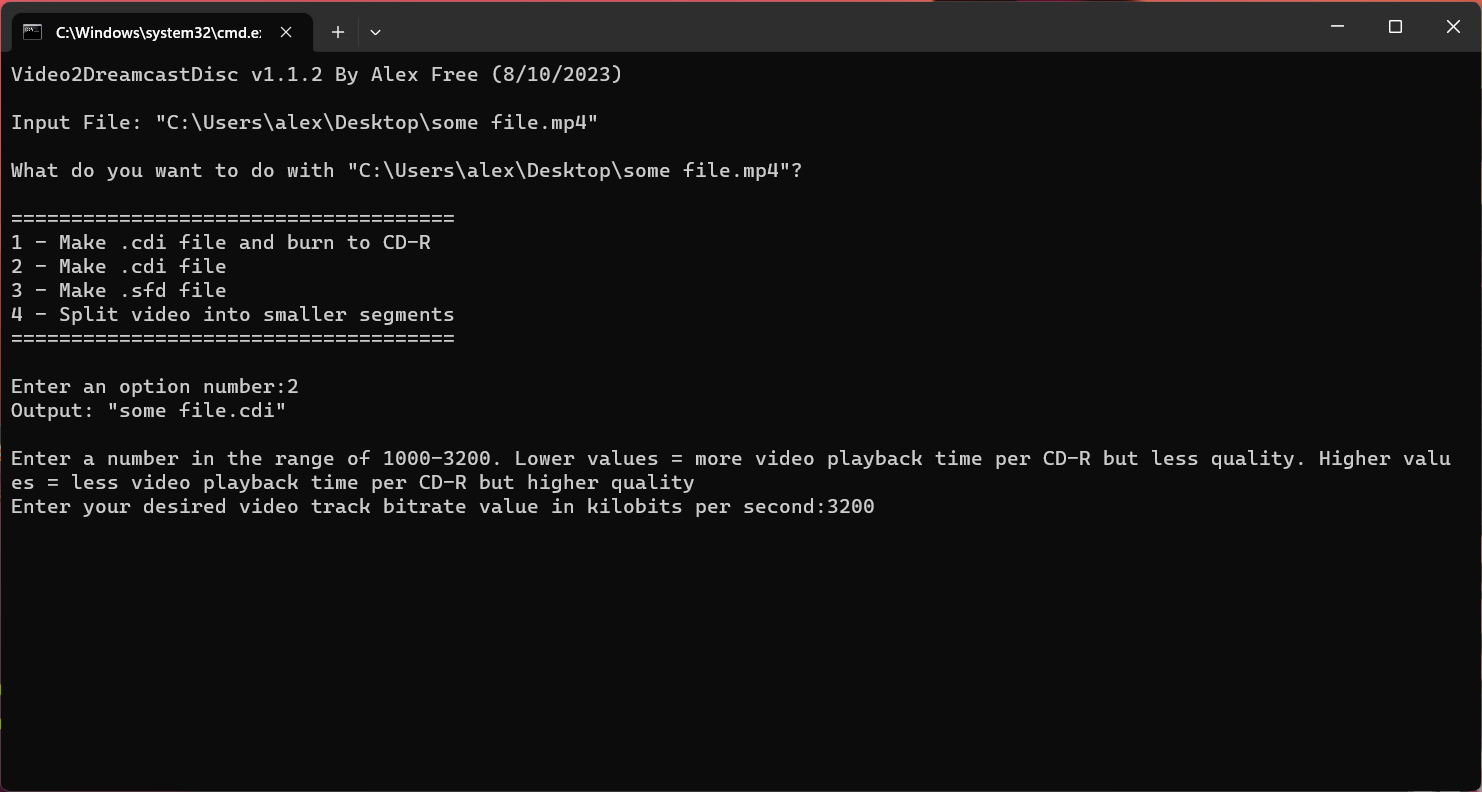 C:\Windows\system32\cmd.e
Video2DreamcastDisc v1.1.2 By Alex Free (8/10/2023)
Input File: "C:\Users\alex\Desktop\some file.mp4"
What do you want to do with "C:\Users\alex\Desktop\some file.mp4"?
=====================================
1 - Make .cdi file and burn to CD-R
2 - Make .cdi file
3 - Make .sfd file
4 - Split video into smaller segments
=====================================
Enter an option number:2
Output: "some file.cdi"
Enter a number in the range of 1000-3200. Lower values = more video playback time per CD-R but less quality. Higher valu
es = less video playback time per CD-R but higher quality
Enter your desired video track bitrate value in kilobits per second:3200